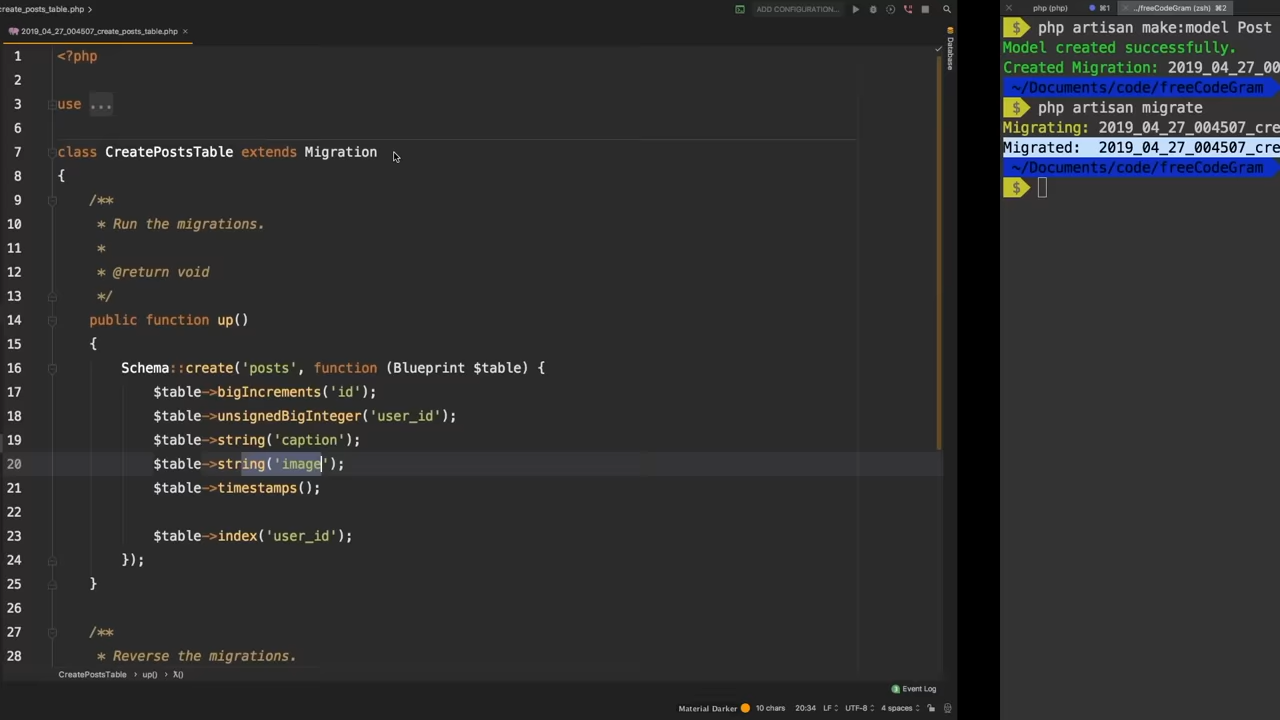 create_posts_table.php
ADD CONFIGURATION...
2019_04_27_004507_create_posts_table.php
1 <?php
2
3 use ...
6
7 class CreatePostsTable extends Migration
8 {
9 /**
10 * Run the migrations.
11 *
12 * @return void
13 */
14 public function up()
15 {
16 Schema::create('posts', function (Blueprint $table) {
17 $table->bigIncrements('id');
18 $table->unsignedBigInteger('user_id');
19 $table->string('caption');
20 $table->string('image');
21 $table->timestamps();
22
23 $table->index('user_id');
24 });
25 }
26
27 /**
28 * Reverse the migrations.
CreatePostsTable up() λ()
Event Log
Material Darker 10 chars 20:34 LF UTF-8 4 spaces
Database
php (php) ⌘1 ../freeCodeGram (zsh) ⌘2
$ php artisan make:model Post
Model created successfully.
Created Migration: 2019_04_27_00
~/Documents/code/freeCodeGram
$ php artisan migrate
Migrating: 2019_04_27_004507_cre
Migrated: 2019_04_27_004507_cre
~/Documents/code/freeCodeGram
$